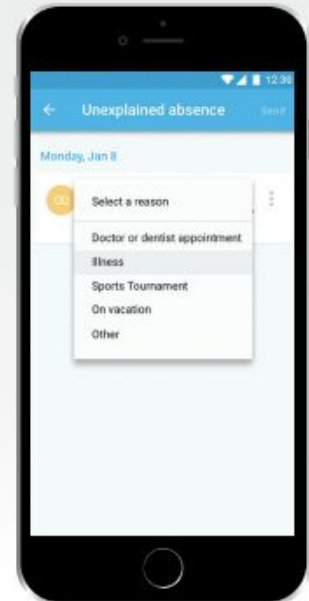 12:30
Unexplained absence Send
Monday, Jan 8
Select a reason
Doctor or dentist appointment
Illness
Sports Tournament
On vacation
Other